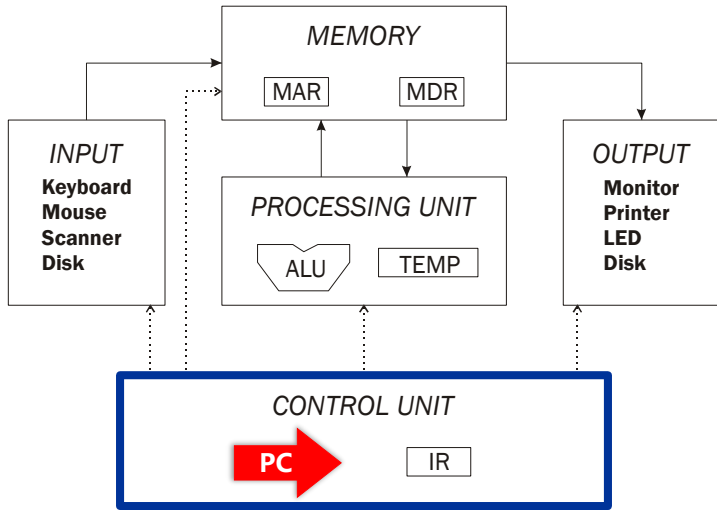 MEMORY
MAR
MDR
INPUT
Keyboard
Mouse
Scanner
Disk
PROCESSING UNIT
ALU
TEMP
OUTPUT
Monitor
Printer
LED
Disk
CONTROL UNIT
PC
IR